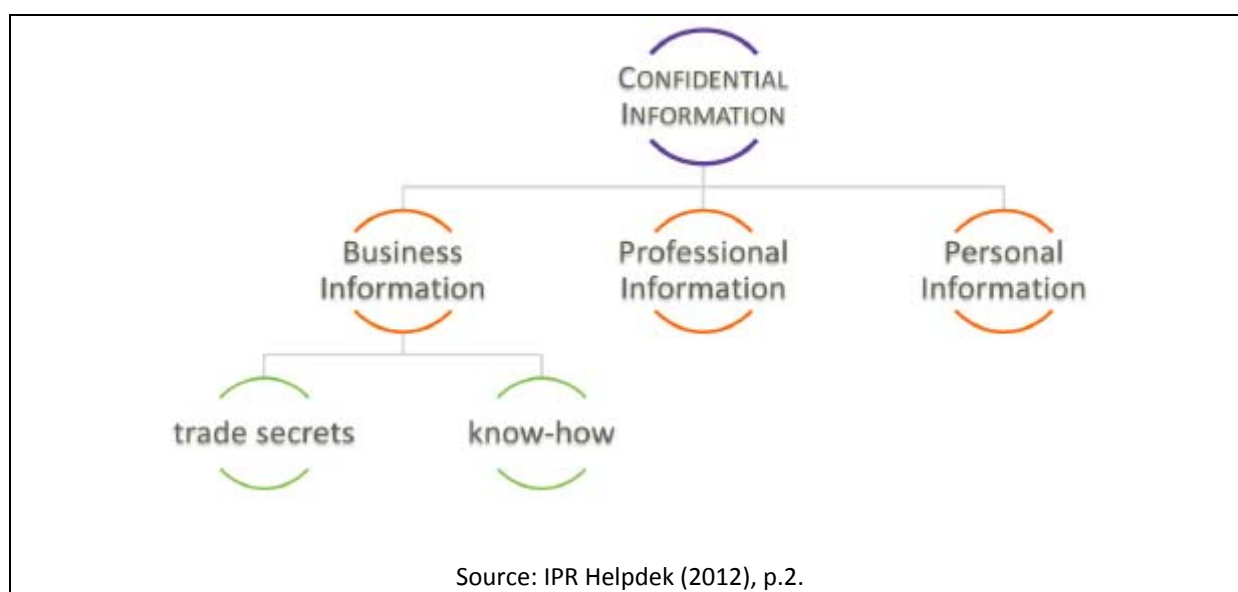 CONFIDENTIAL
INFORMATION
Business
Information
Professional
Information
Personal
Information
trade secrets
know-how
Source: IPR Helpdek (2012), p.2.